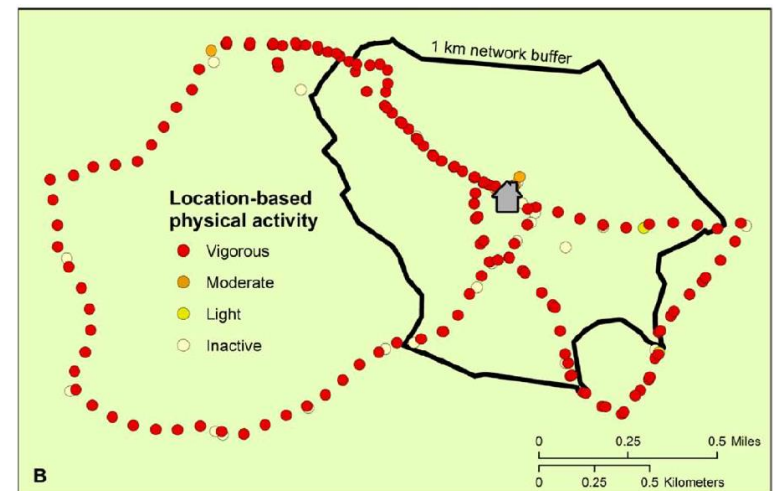 1 km network buffer
Location-based
physical activity
Vigorous
Moderate
Light
Inactive
0 0.25 0.5 Miles
0 0.25 0.5 Kilometers
B